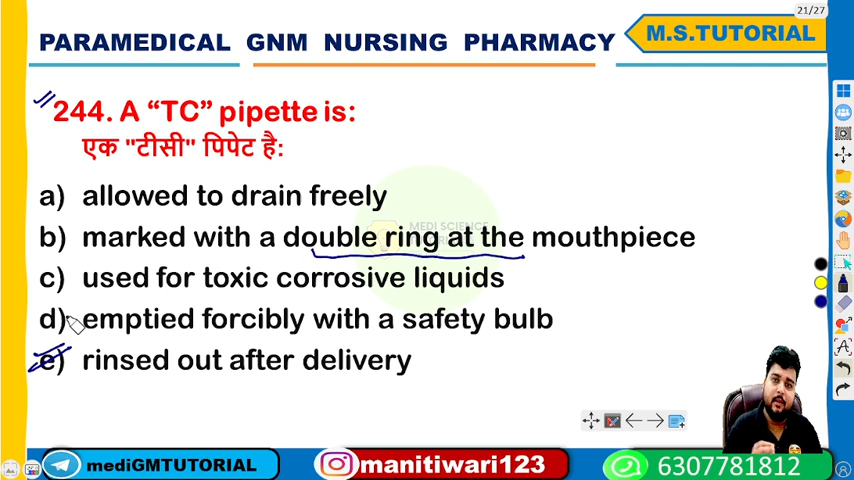 21/27
PARAMEDICAL GNM NURSING PHARMACY
M.S.TUTORIAL
244. A “TC” pipette is:
एक "टीसी" पिपेट है:
a) allowed to drain freely
MEDI SCIENCE
b) marked with a double ring at the mouthpiece
c) used for toxic corrosive liquids
d) emptied forcibly with a safety bulb
e) rinsed out after delivery
mediGMTUTORIAL
manitiwari123
6307781812